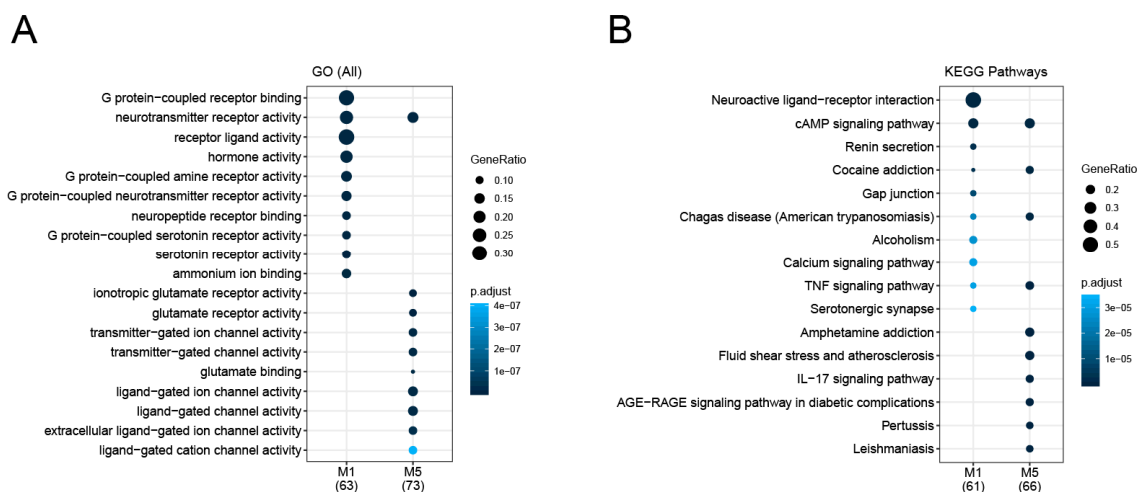 A
GO (All)
G protein-coupled receptor binding
neurotransmitter receptor activity
receptor ligand activity
hormone activity
G protein-coupled amine receptor activity
G protein-coupled neurotransmitter receptor activity
neuropeptide receptor binding
G protein-coupled serotonin receptor activity
serotonin receptor activity
ammonium ion binding
ionotropic glutamate receptor activity
glutamate receptor activity
transmitter-gated ion channel activity
transmitter-gated channel activity
glutamate binding
ligand-gated ion channel activity
ligand-gated channel activity
extracellular ligand-gated ion channel activity
ligand-gated cation channel activity
M1
(63)
M5
(73)
GeneRatio
0.10
0.15
0.20
0.25
0.30
p.adjust
4e-07
3e-07
2e-07
1e-07
B
KEGG Pathways
Neuroactive ligand-receptor interaction
cAMP signaling pathway
Renin secretion
Cocaine addiction
Gap junction
Chagas disease (American trypanosomiasis)
Alcoholism
Calcium signaling pathway
TNF signaling pathway
Serotonergic synapse
Amphetamine addiction
Fluid shear stress and atherosclerosis
IL-17 signaling pathway
AGE-RAGE signaling pathway in diabetic complications
Pertussis
Leishmaniasis
M1
(61)
M5
(66)
GeneRatio
0.2
0.3
0.4
0.5
p.adjust
3e-05
2e-05
1e-05